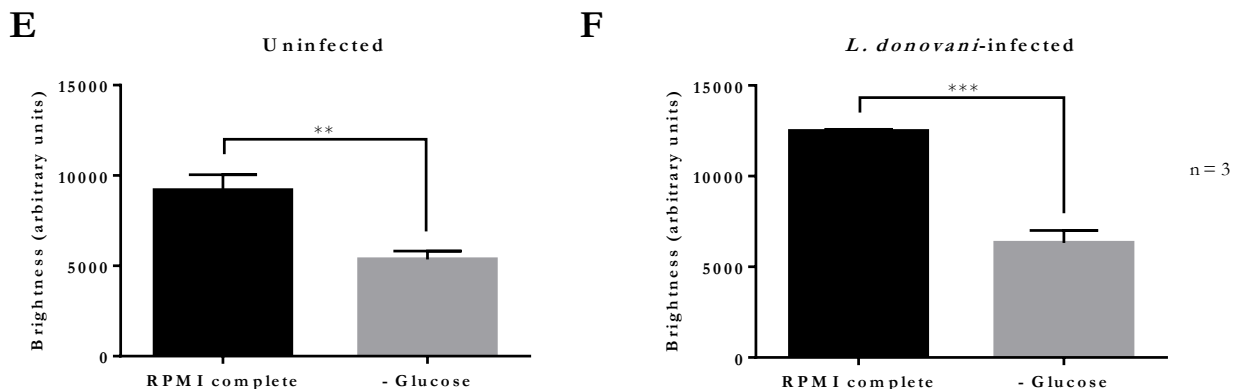 E
Uninfected
Brightness (arbitrary units)
15000
10000
5000
0
**
RPMI complete
- Glucose
F
L. donovani-infected
Brightness (arbitrary units)
15000
10000
5000
0
***
RPMI complete
- Glucose
n = 3